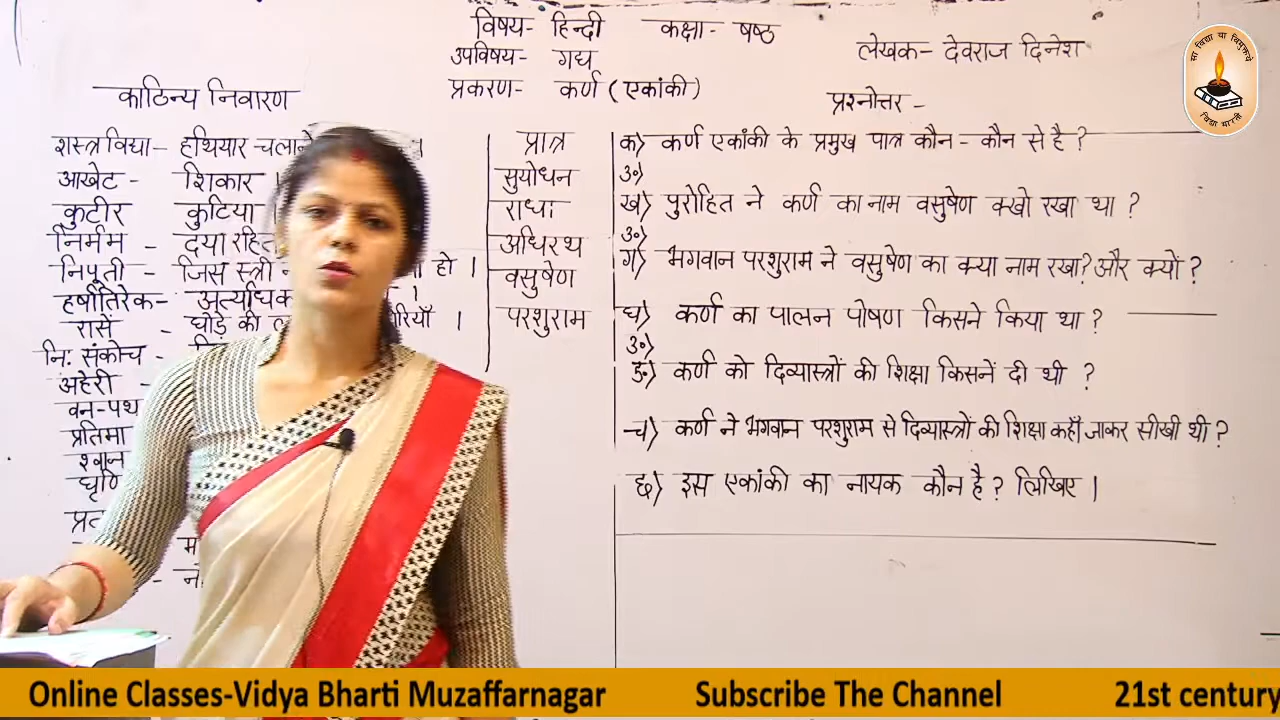 विषय- हिन्दी कक्षा- षष्ठ
उपविषय- गद्य
लेखक- देवराज दिनेश
प्रकरण- कर्ण (एकांकी)
काठिन्य निवारण
शस्त्र विद्या- हथियार चलाने
आखेट - शिकार ।
कुटीर कुटिया
निर्मम - दया रहित
निपूती - जिस स्त्री हो ।
हर्षातिरेक- अत्यधिक
रासें - घोड़े की
नि: संकोच -
अहेरी -
वन-पथ
प्रतिमा
पात्र
सुयोधन
राधा
अधिरथ
वसुषेण
परशुराम
प्रश्नोत्तर -
क) कर्ण एकांकी के प्रमुख पात्र कौन - कौन से है ?
उ०)
ख) पुरोहित ने कर्ण का नाम वसुषेण क्यो रखा था ?
उ०)
ग) भगवान परशुराम ने वसुषेण का क्या नाम रखा? और क्यों ?
घ) कर्ण का पालन पोषण किसने किया था ?
उ०)
ङ) कर्ण को दिव्यास्त्रों की शिक्षा किसनें दी थी ?
च) कर्ण ने भगवान परशुराम से दिव्यास्त्रों की शिक्षा कहाँ जाकर सीखी थी ?
छ) इस एकांकी का नायक कौन है ? लिखिए ।
सा विद्या या विमुक्तये
विद्या भारती
Online Classes-Vidya Bharti Muzaffarnagar Subscribe The Channel 21st century